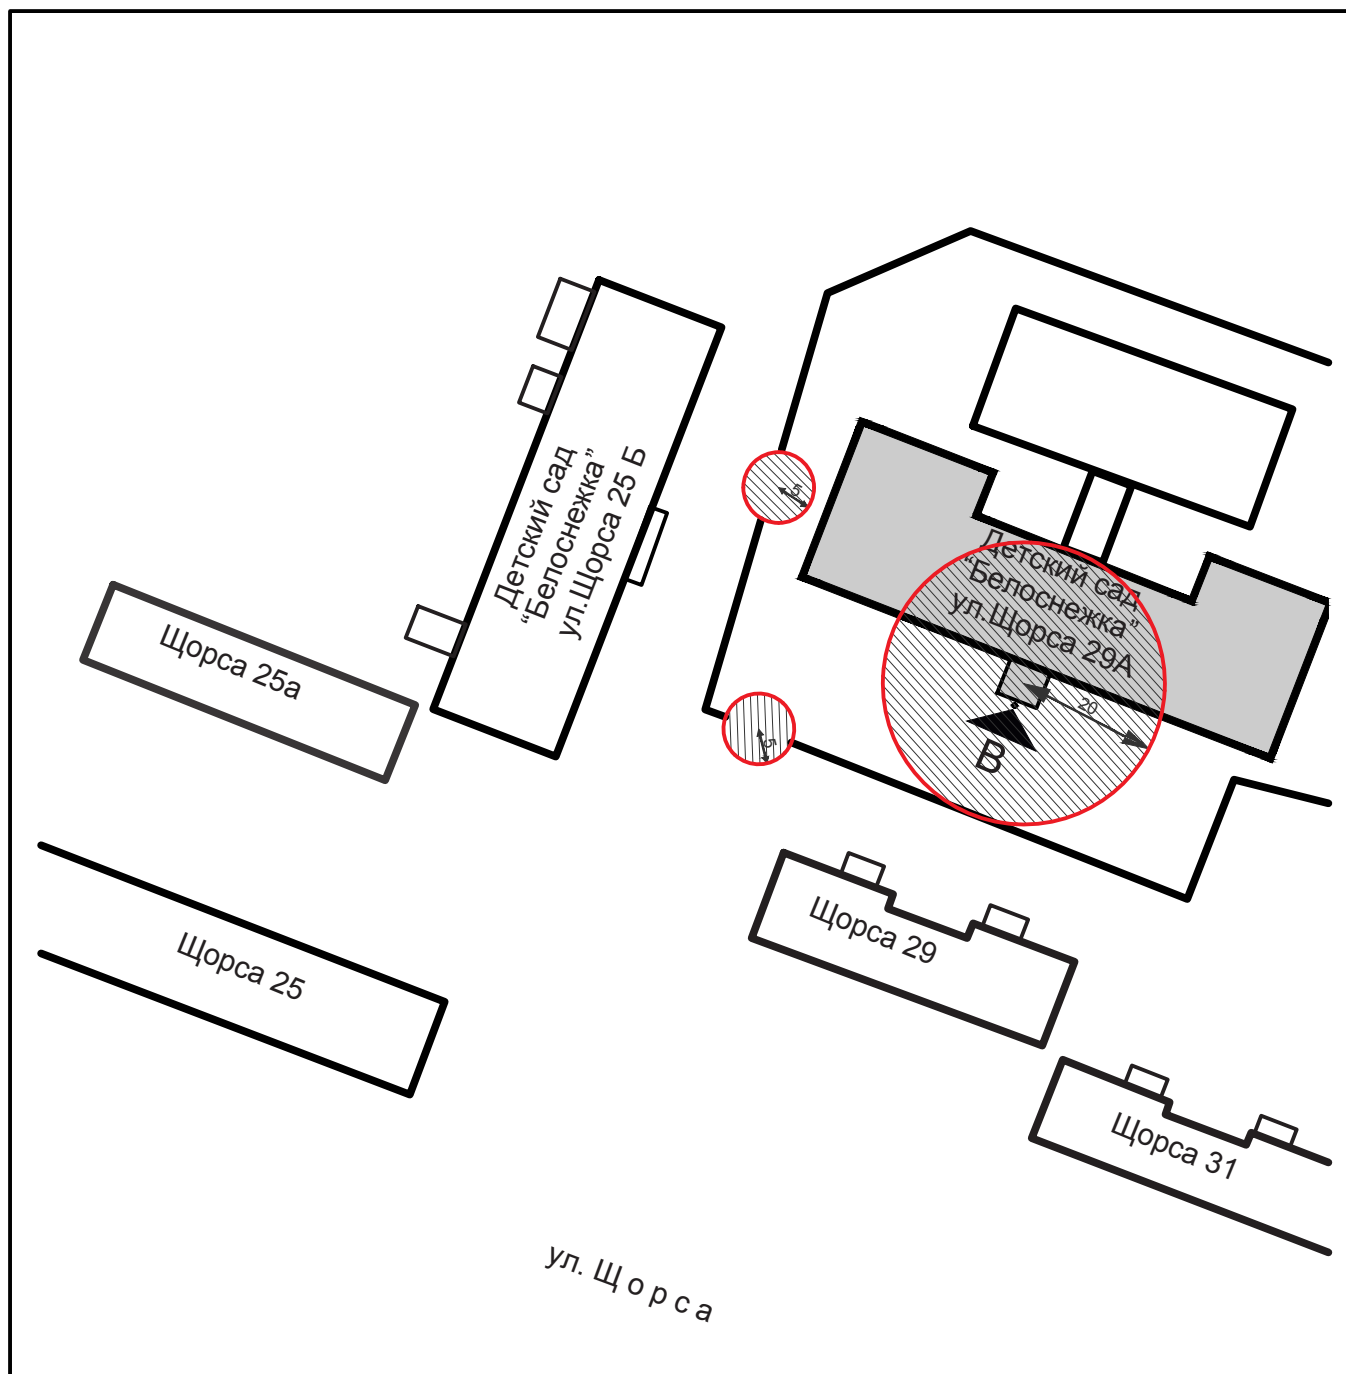 Детский сад
“Белоснежка”
ул.Щорса 25 Б
5
Детский сад
“Белоснежка”
ул.Щорса 29А
20
В
5
Щорса 25а
Щорса 25
Щорса 29
Щорса 31
ул. Щ о р с а